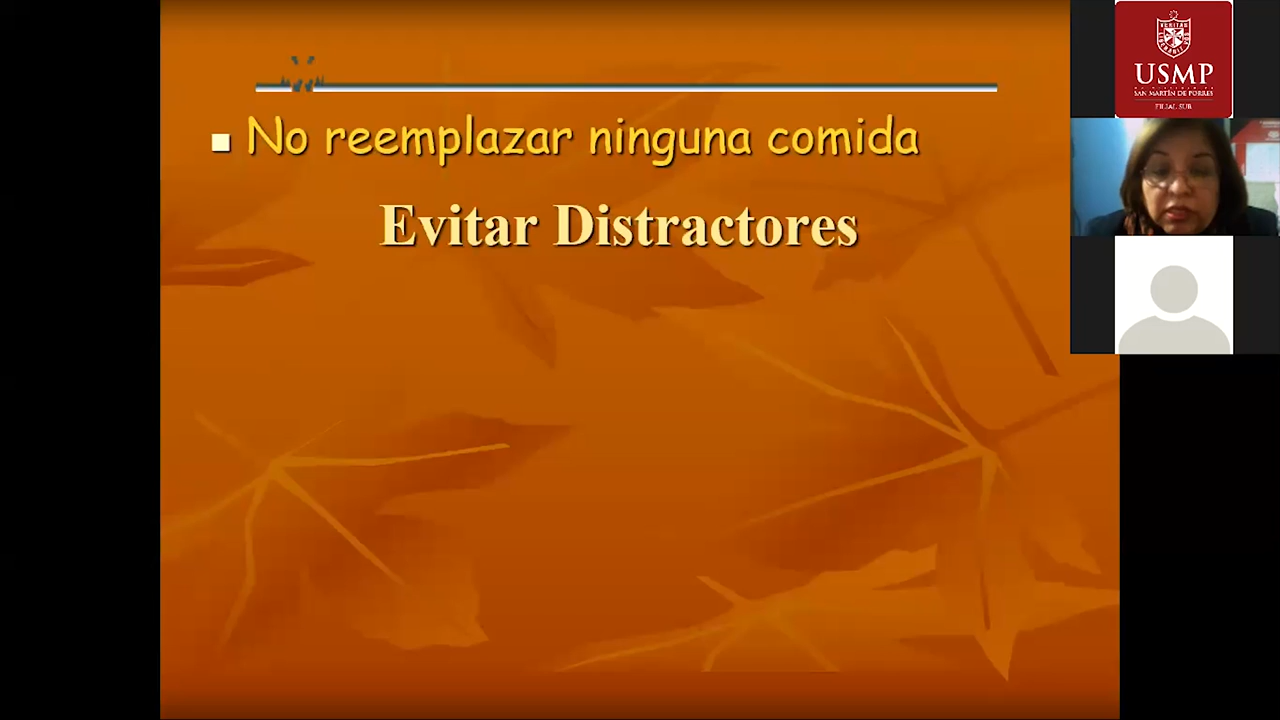 No reemplazar ninguna comida
Evitar Distractores
USMP
SAN MARTÍN DE PORRES
FILIAL SUR